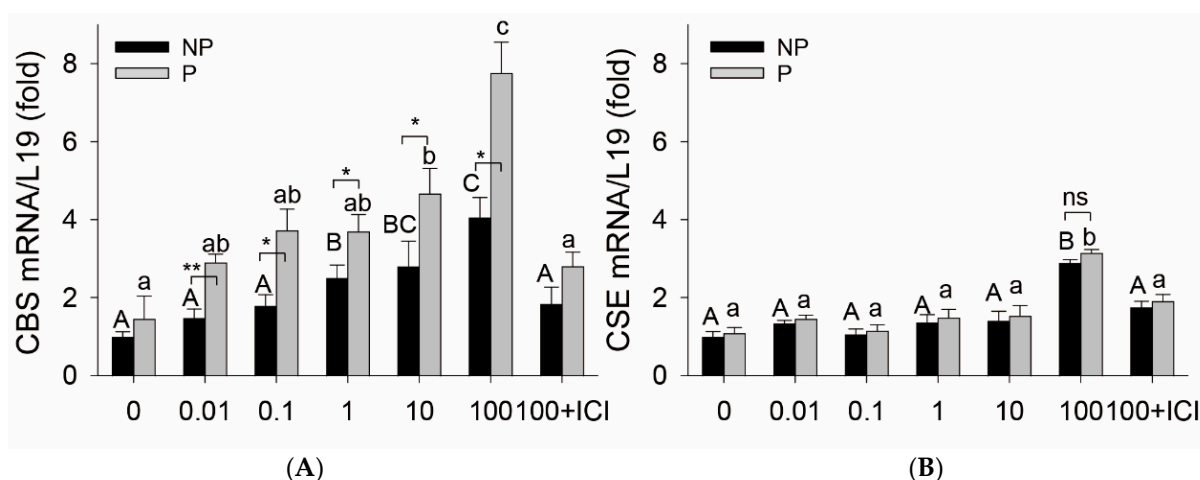 CBS mRNA/L19 (fold)
NP
P
8
6
4
2
0
A a
A ** ab
A * ab
B * ab
BC * b
C * c
A a
0 0.01 0.1 1 10 100 100+ICI
(A)
CSE mRNA/L19 (fold)
NP
P
8
6
4
2
0
A a
A a
A a
A a
A a
B ns b
A a
0 0.01 0.1 1 10 100 100+ICI
(B)